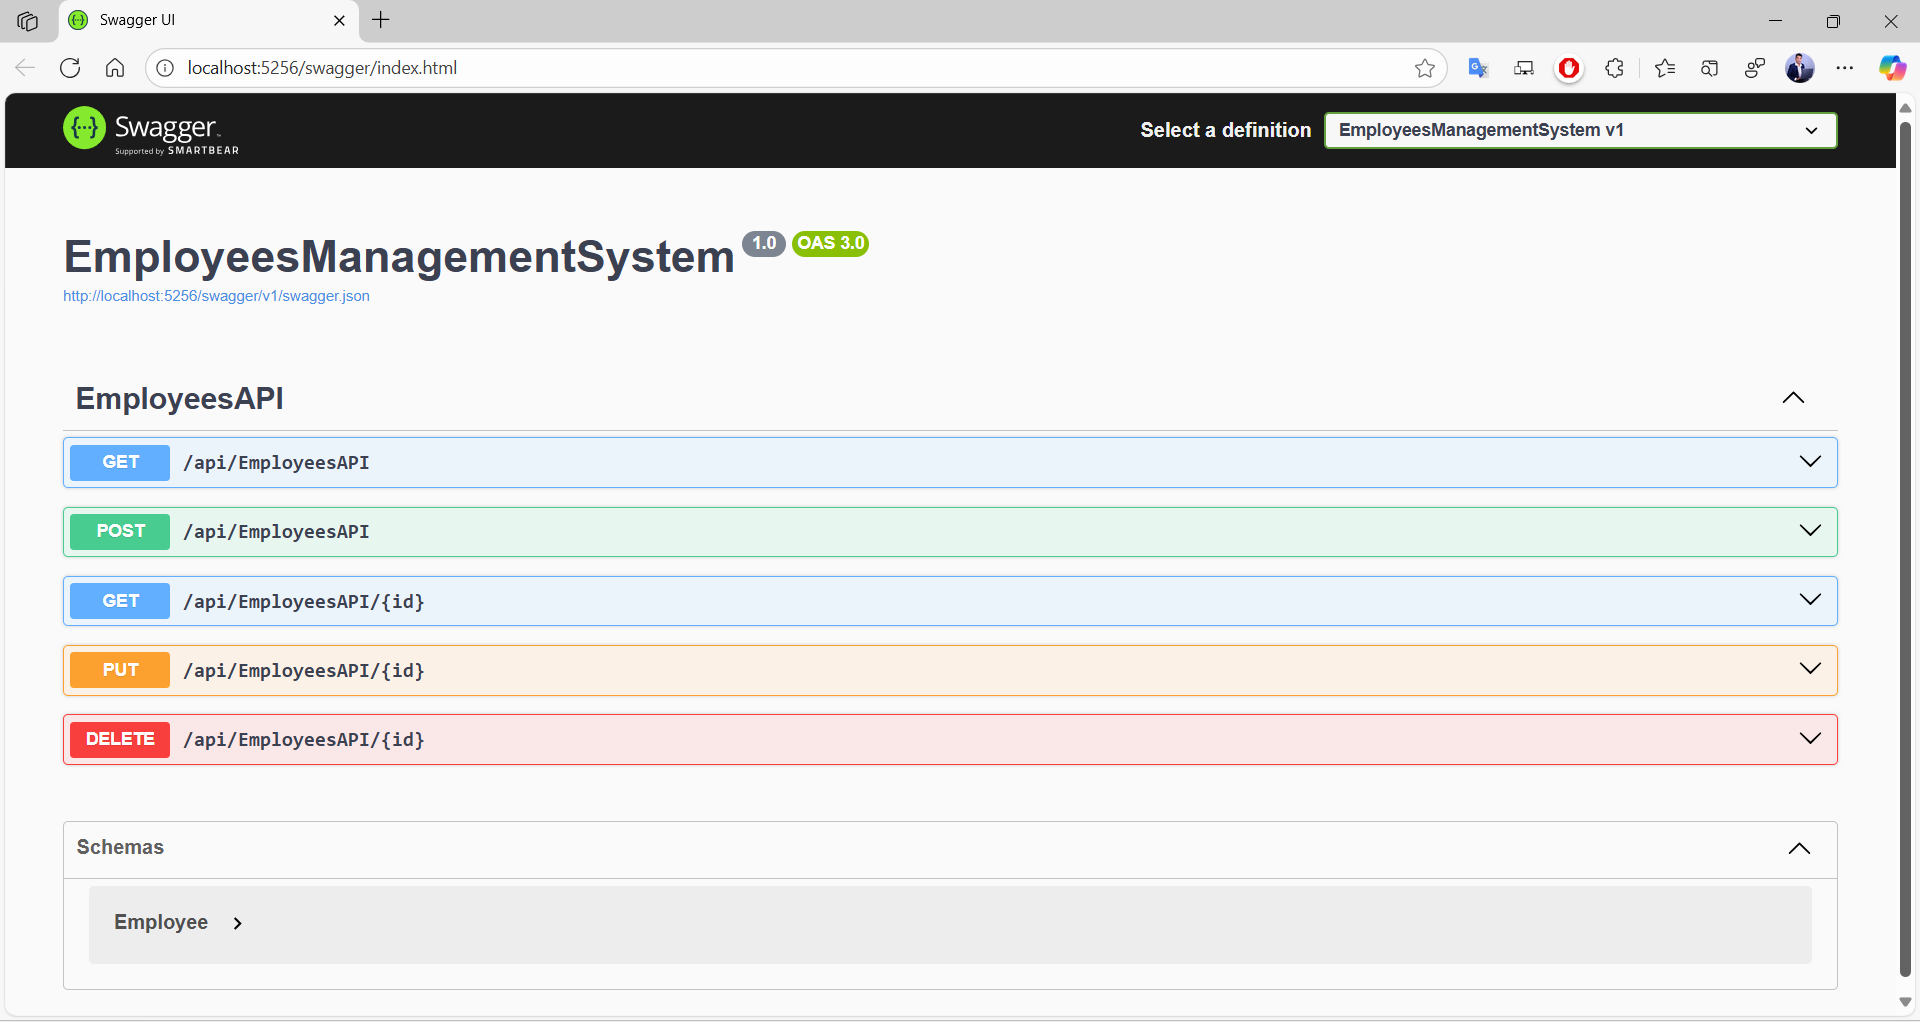 Swagger UI
localhost:5256/swagger/index.html
Swagger
Supported by SMARTBEAR
Select a definition
EmployeesManagementSystem v1
EmployeesManagementSystem 1.0 OAS 3.0
http://localhost:5256/swagger/v1/swagger.json
EmployeesAPI
GET /api/EmployeesAPI
POST /api/EmployeesAPI
GET /api/EmployeesAPI/{id}
PUT /api/EmployeesAPI/{id}
DELETE /api/EmployeesAPI/{id}
Schemas
Employee